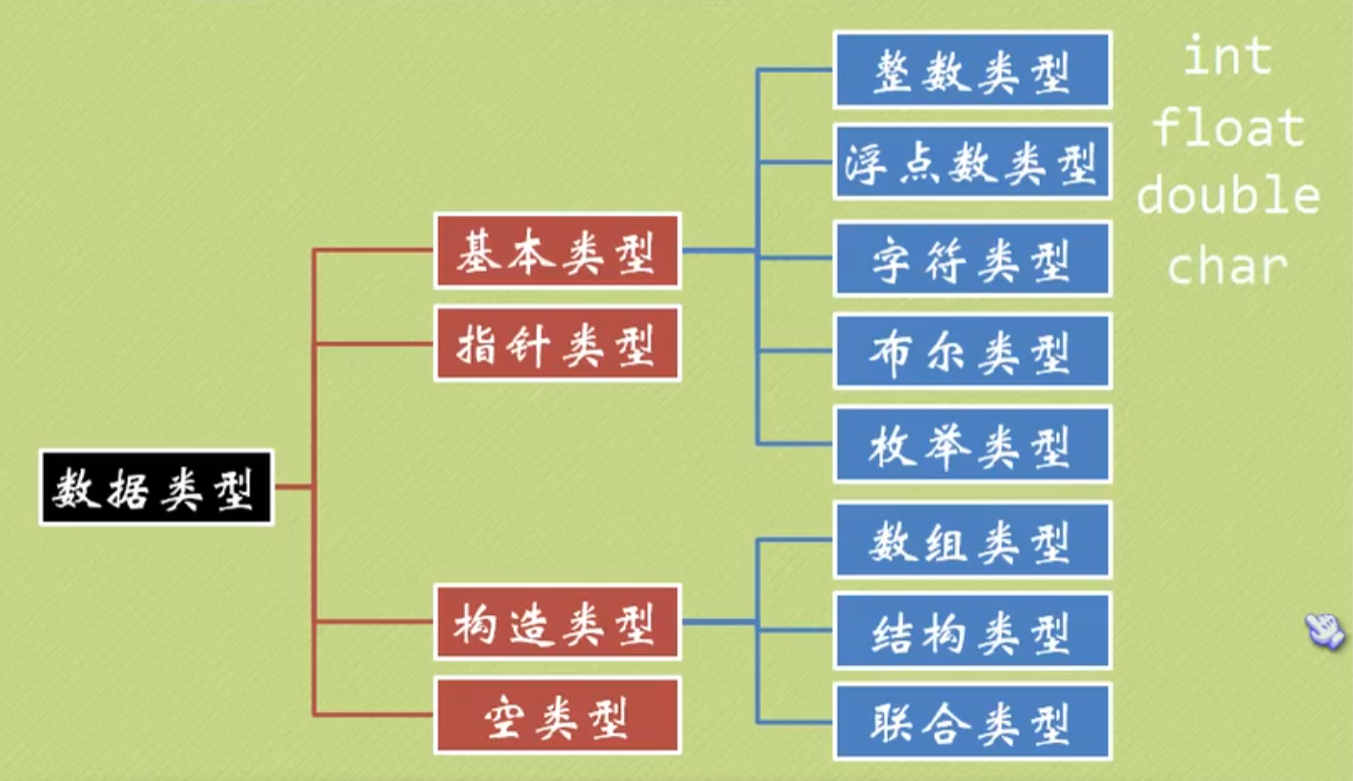 数据类型
基本类型
指针类型
构造类型
空类型
整数类型
浮点数类型
字符类型
布尔类型
枚举类型
数组类型
结构类型
联合类型
int
float
double
char